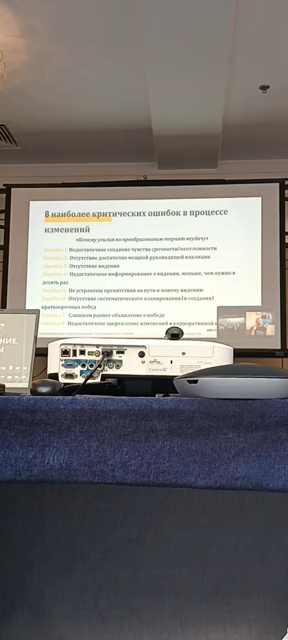 8 наиболее критических ошибок в процессе
изменений
«Почему усилия по преобразованию терпят неудачу»
Ошибка 1. Недостаточное создание чувства срочности/неотложности
Ошибка 2. Отсутствие достаточно мощной руководящей коалиции
Ошибка 3. Отсутствие видения
Ошибка 4. Недостаточное информирование о видении, меньше, чем нужно в
десять раз
Ошибка 5. Не устранены препятствия на пути к новому видению
Ошибка 6. Отсутствие систематического планирования (и создания)
краткосрочных побед
Ошибка 7. Слишком раннее объявление о победе
Ошибка 8. Недостаточное закрепление изменений в корпоративной